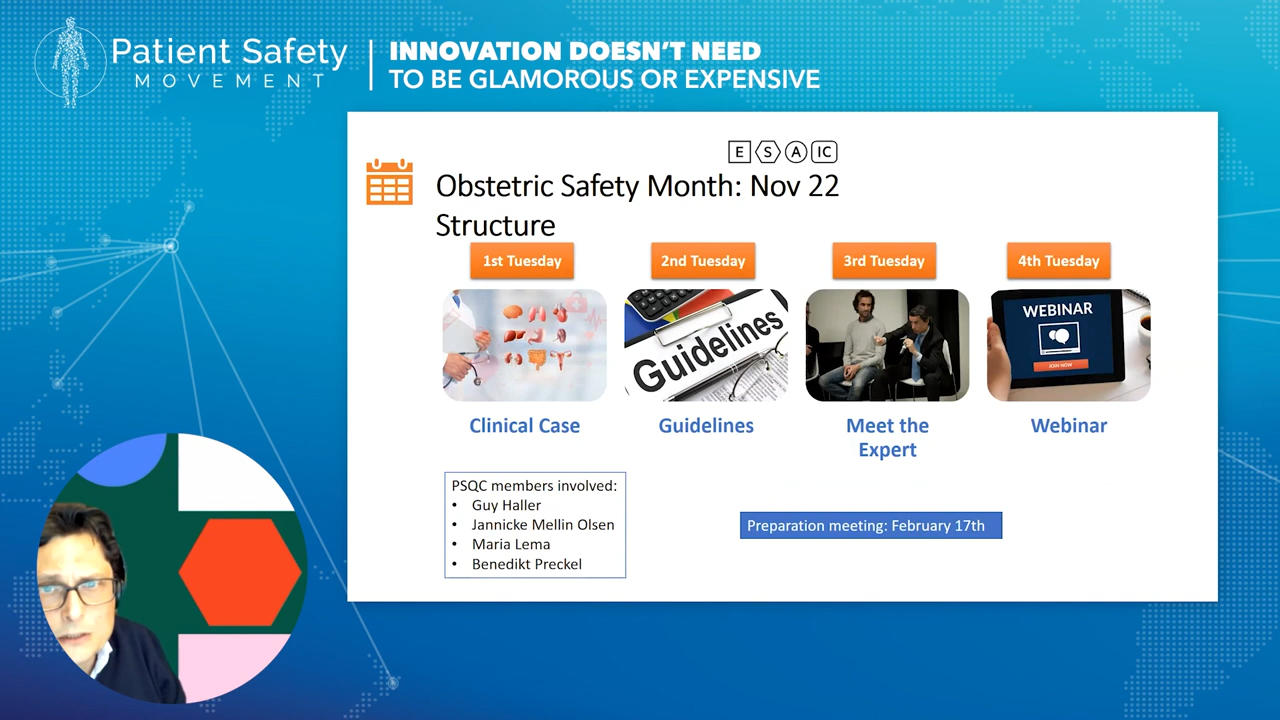 Patient Safety
MOVEMENT
INNOVATION DOESN'T NEED
TO BE GLAMOROUS OR EXPENSIVE
E S A IC
Obstetric Safety Month: Nov 22
Structure
1st Tuesday
2nd Tuesday
3rd Tuesday
4th Tuesday
Guidelines
WEBINAR
JOIN NOW
Clinical Case
Guidelines
Meet the
Expert
Webinar
PSQC members involved:
• Guy Haller
• Jannicke Mellin Olsen
• Maria Lema
• Benedikt Preckel
Preparation meeting: February 17th